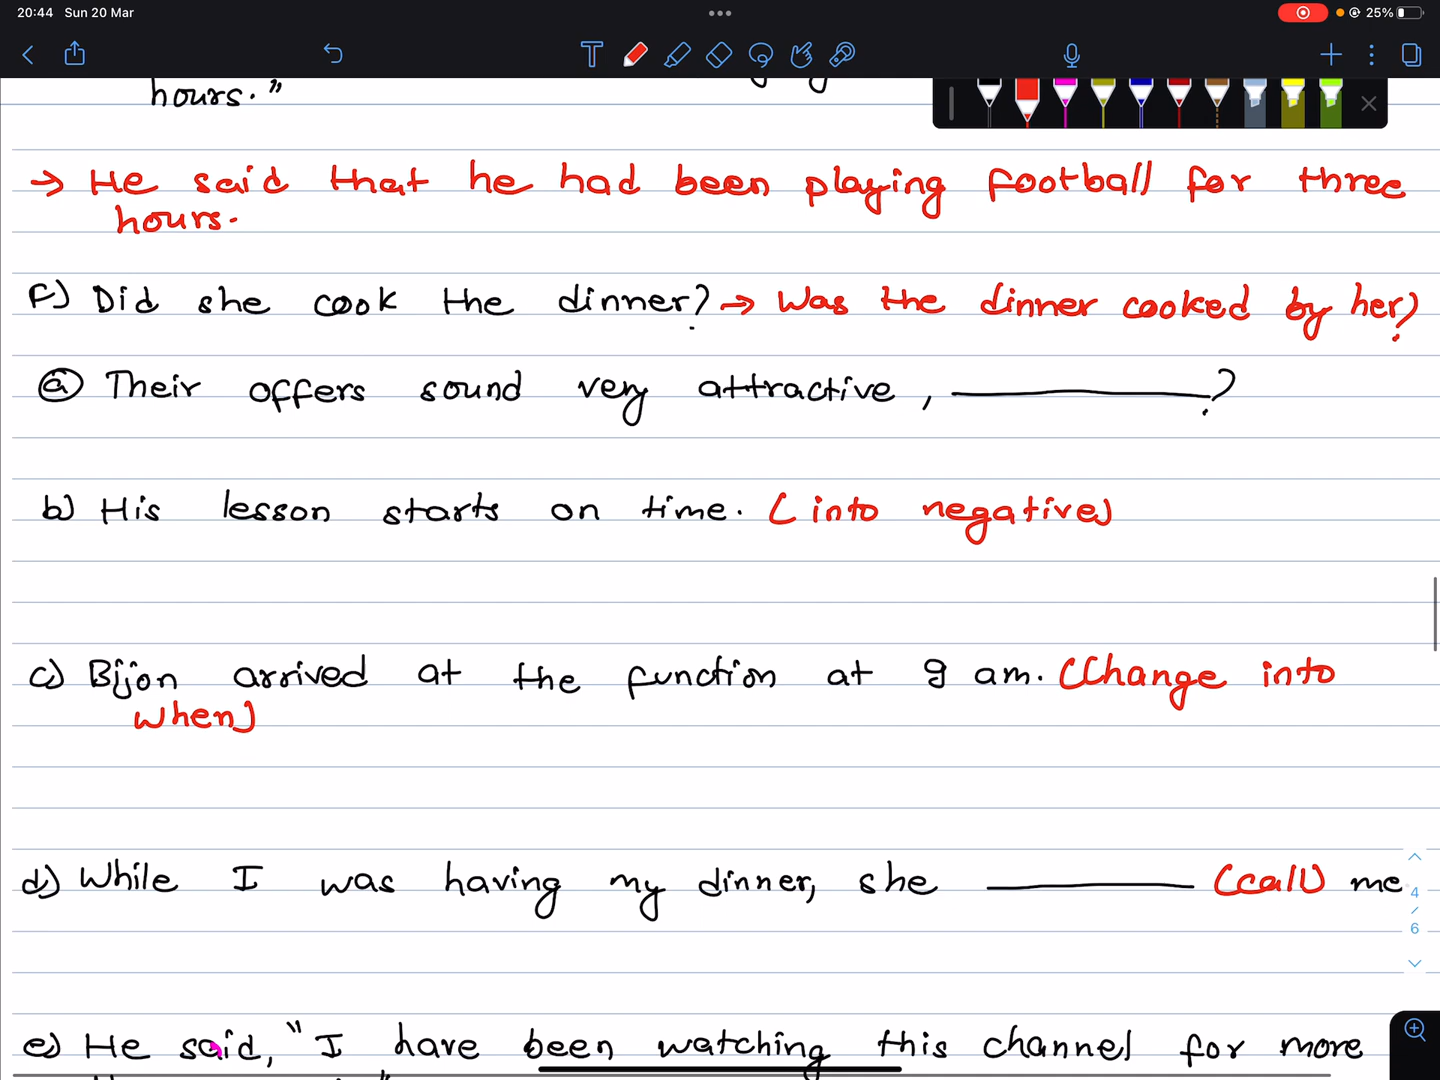 20:44 Sun 20 Mar
25%
hours."
→ He said that he had been playing football for three
hours.
F) Did she cook the dinner? → Was the dinner cooked by her?
ⓐ Their offers sound very attractive, ________?
b) His lesson starts on time. (into negative)
c) Bijon arrived at the function at 9 am. (Change into
when)
d) While I was having my dinner, she ________ (call) me
4
/
6
e) He said, "I have been watching this channel for more